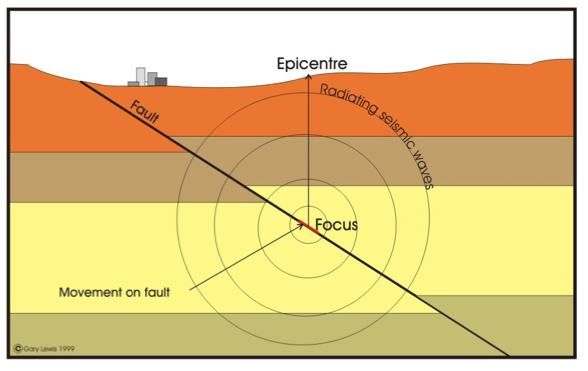 Epicentre
Radiating seismic waves
Fault
Focus
Movement on fault
© Gary Lewis 1999